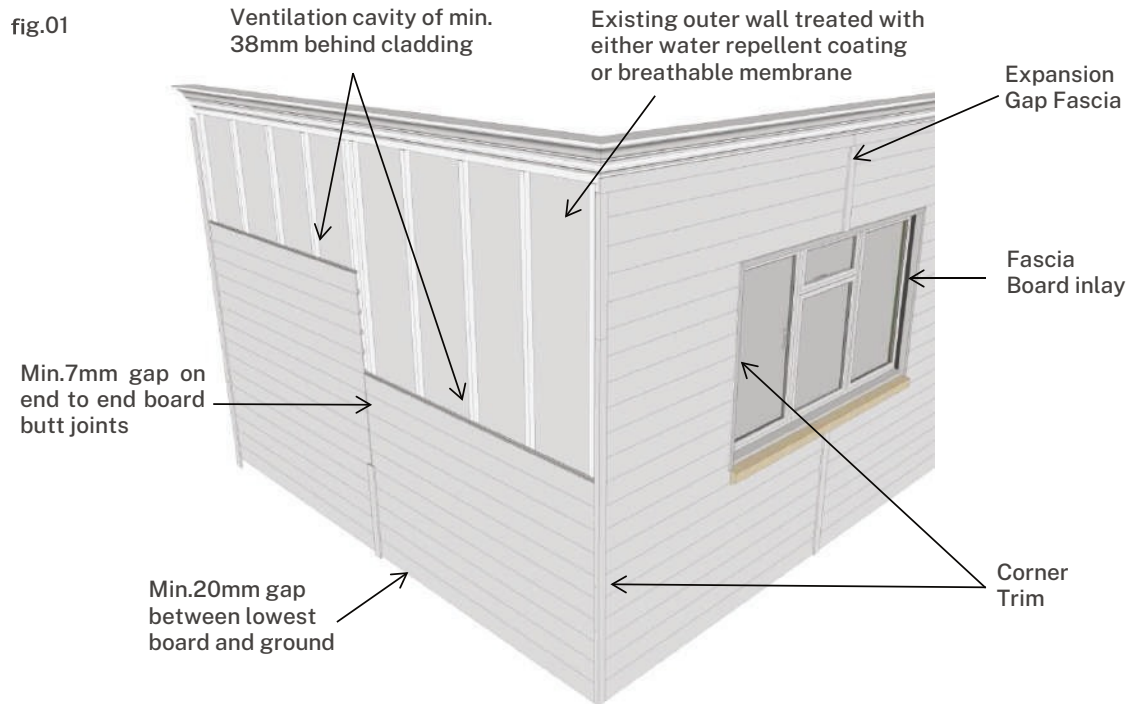 fig.01
Ventilation cavity of min.
38mm behind cladding
Existing outer wall treated with
either water repellent coating
or breathable membrane
Expansion
Gap Fascia
Fascia
Board inlay
Min.7mm gap on
end to end board
butt joints
Min.20mm gap
between lowest
board and ground
Corner
Trim